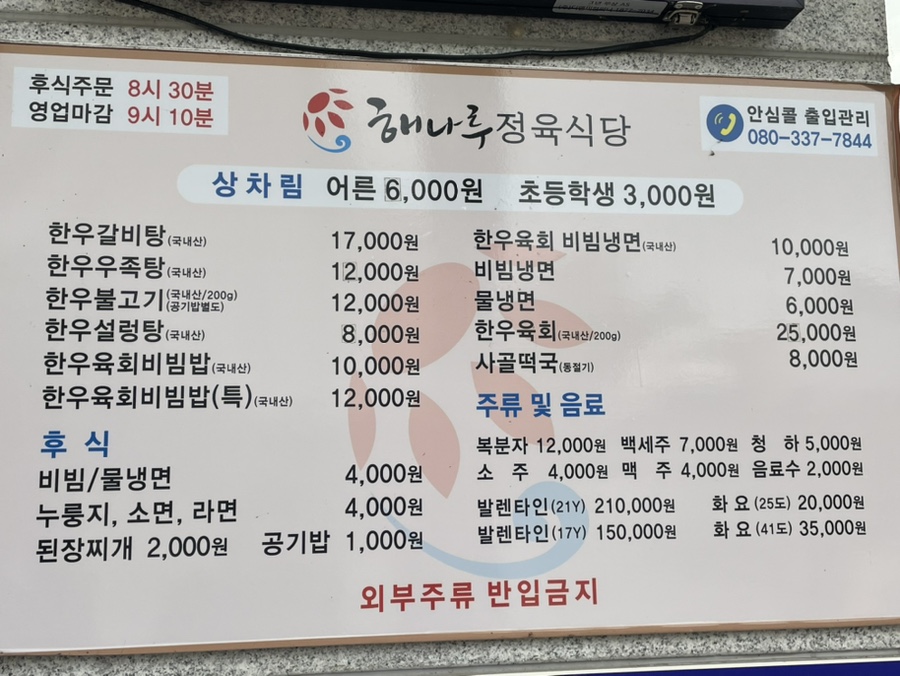 후식주문 8시 30분
영업마감 9시 10분
해나루정육식당
안심콜 출입관리
080-337-7844
상차림 어른 6,000원 초등학생 3,000원
한우갈비탕(국내산) 17,000원
한우우족탕(국내산) 12,000원
한우불고기(국내산/200g)(공기밥별도) 12,000원
한우설렁탕(국내산) 8,000원
한우육회비빔밥(국내산) 10,000원
한우육회비빔밥(특)(국내산) 12,000원
후 식
비빔/물냉면 4,000원
누룽지, 소면, 라면 4,000원
된장찌개 2,000원 공기밥 1,000원
한우육회 비빔냉면(국내산) 10,000원
비빔냉면 7,000원
물냉면 6,000원
한우육회(국내산/200g) 25,000원
사골떡국(동절기) 8,000원
주류 및 음료
복분자 12,000원 백세주 7,000원 청 하 5,000원
소 주 4,000원 맥 주 4,000원 음료수 2,000원
발렌타인(21Y) 210,000원 화 요 (25도) 20,000원
발렌타인(17Y) 150,000원 화 요 (41도) 35,000원
외부주류 반입금지